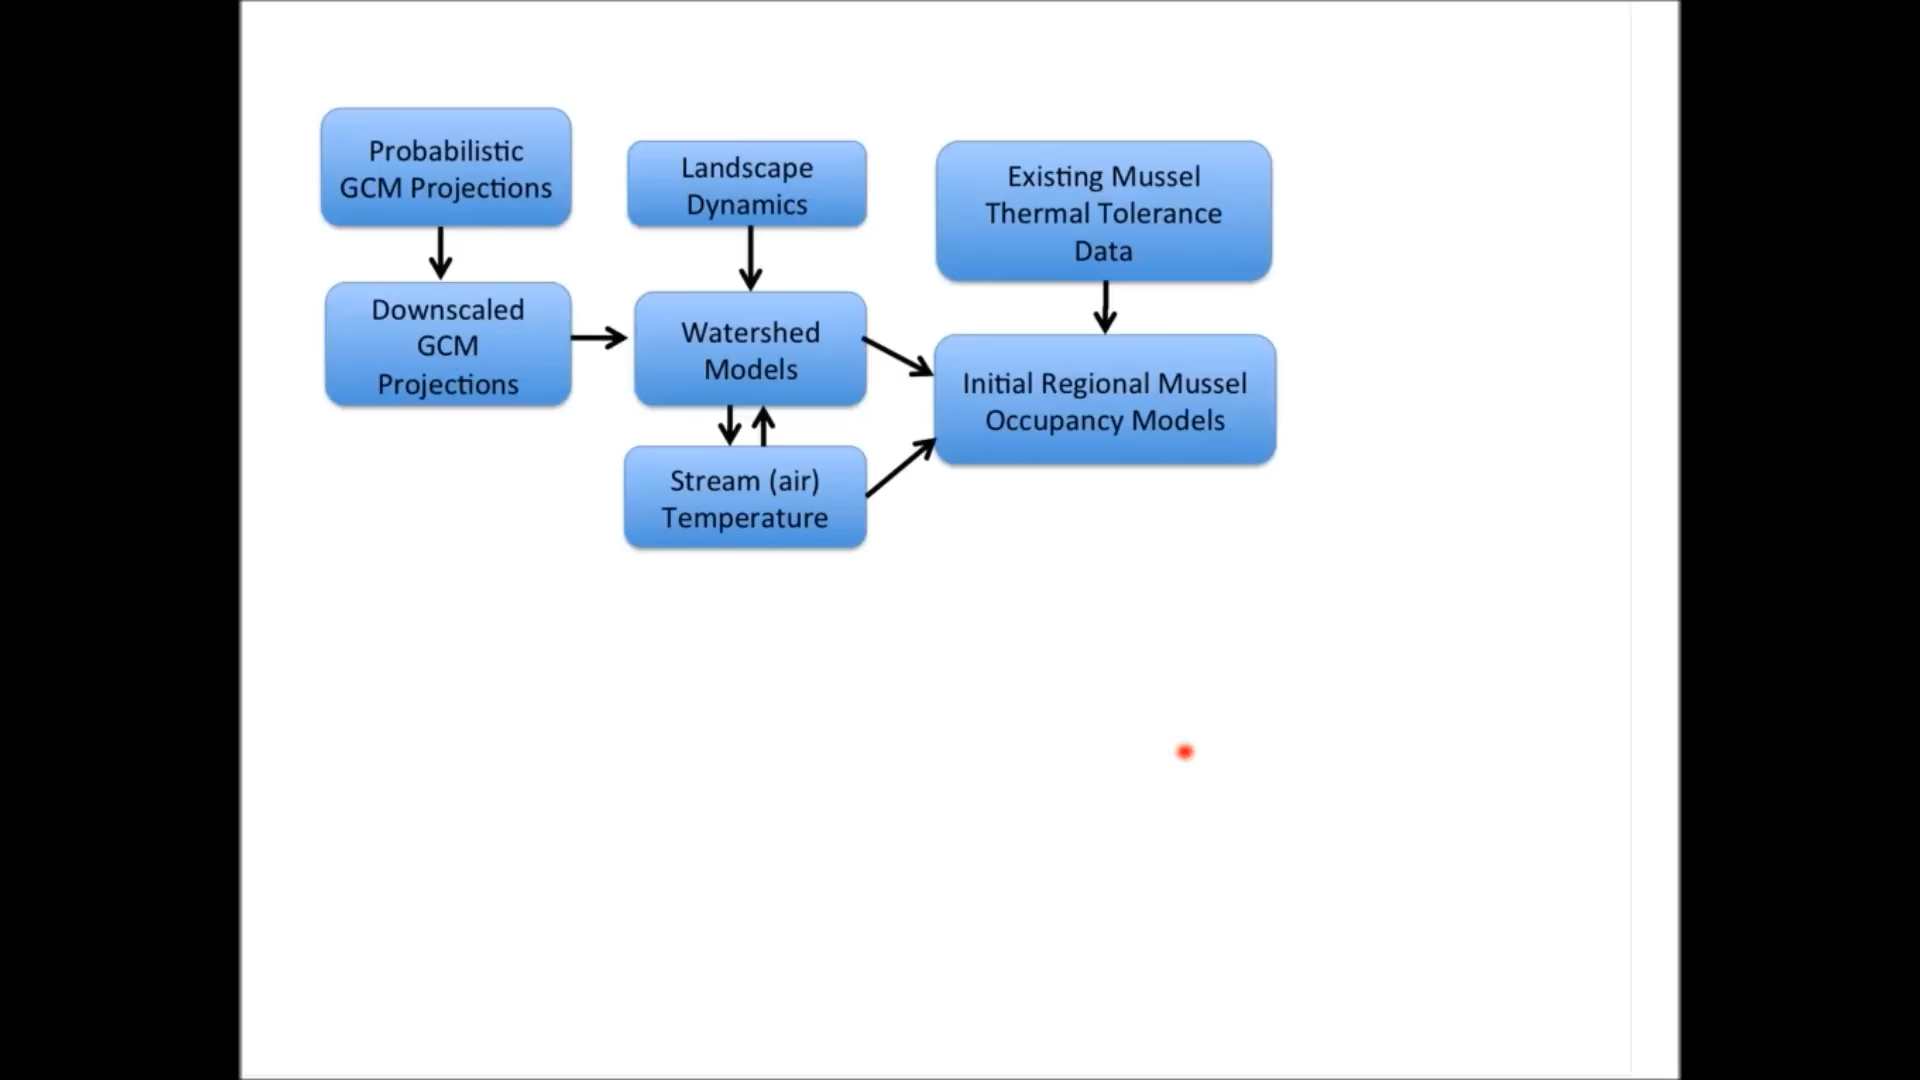 Probabilistic
GCM Projections
Landscape
Dynamics
Existing Mussel
Thermal Tolerance
Data
Downscaled
GCM
Projections
Watershed
Models
Initial Regional Mussel
Occupancy Models
Stream (air)
Temperature